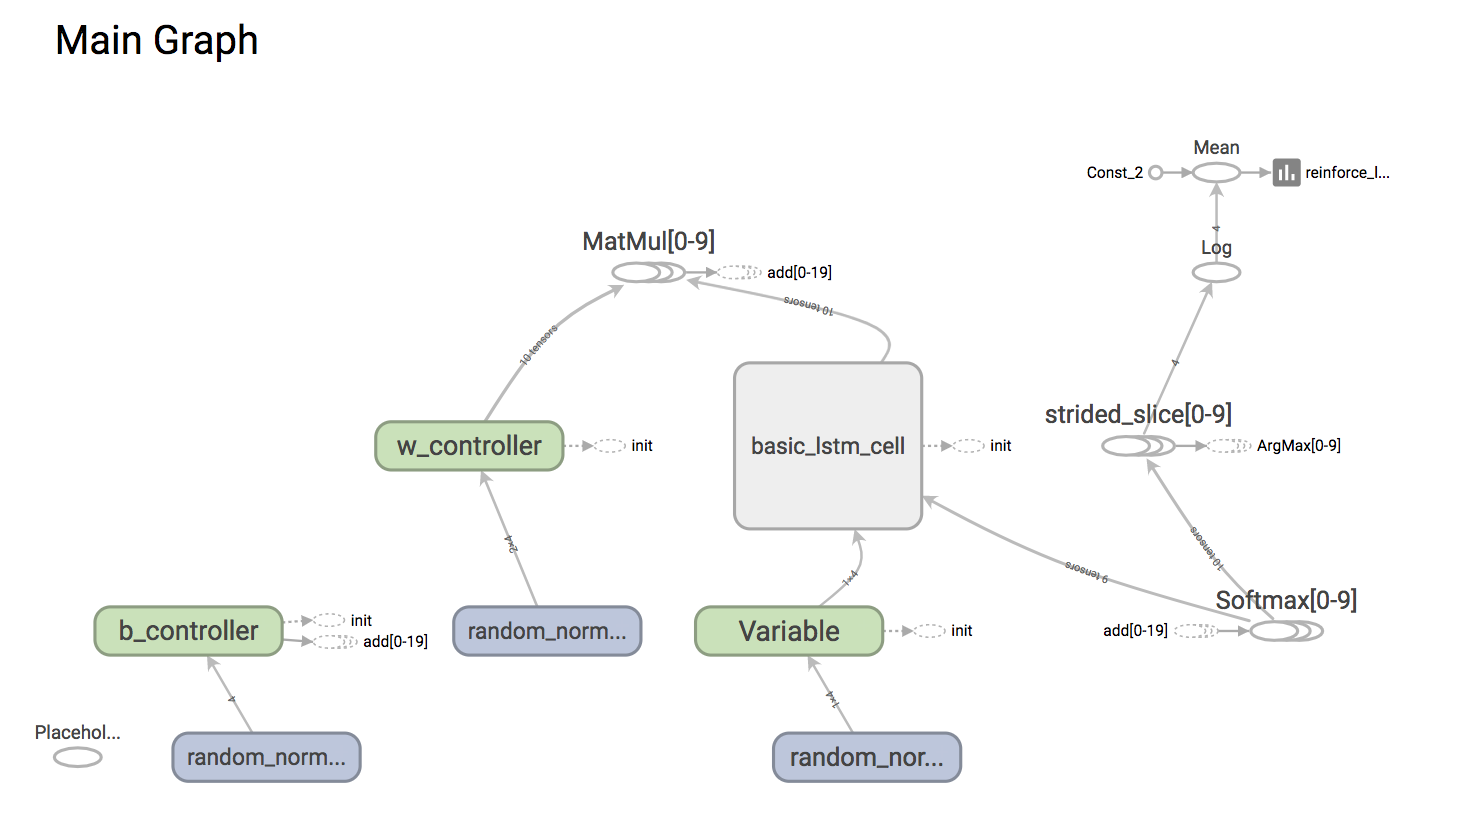 Main Graph
Mean
Const_2
reinforce_l...
4
Log
MatMul[0-9]
add[0-19]
10 tensors
10 tensors
4
strided_slice[0-9]
ArgMax[0-9]
w_controller
init
basic_lstm_cell
init
2×4
1×4
9 tensors
10 tensors
Softmax[0-9]
add[0-19]
b_controller
init
add[0-19]
random_norm...
Variable
init
4
1×4
Placehol...
random_norm...
random_nor...